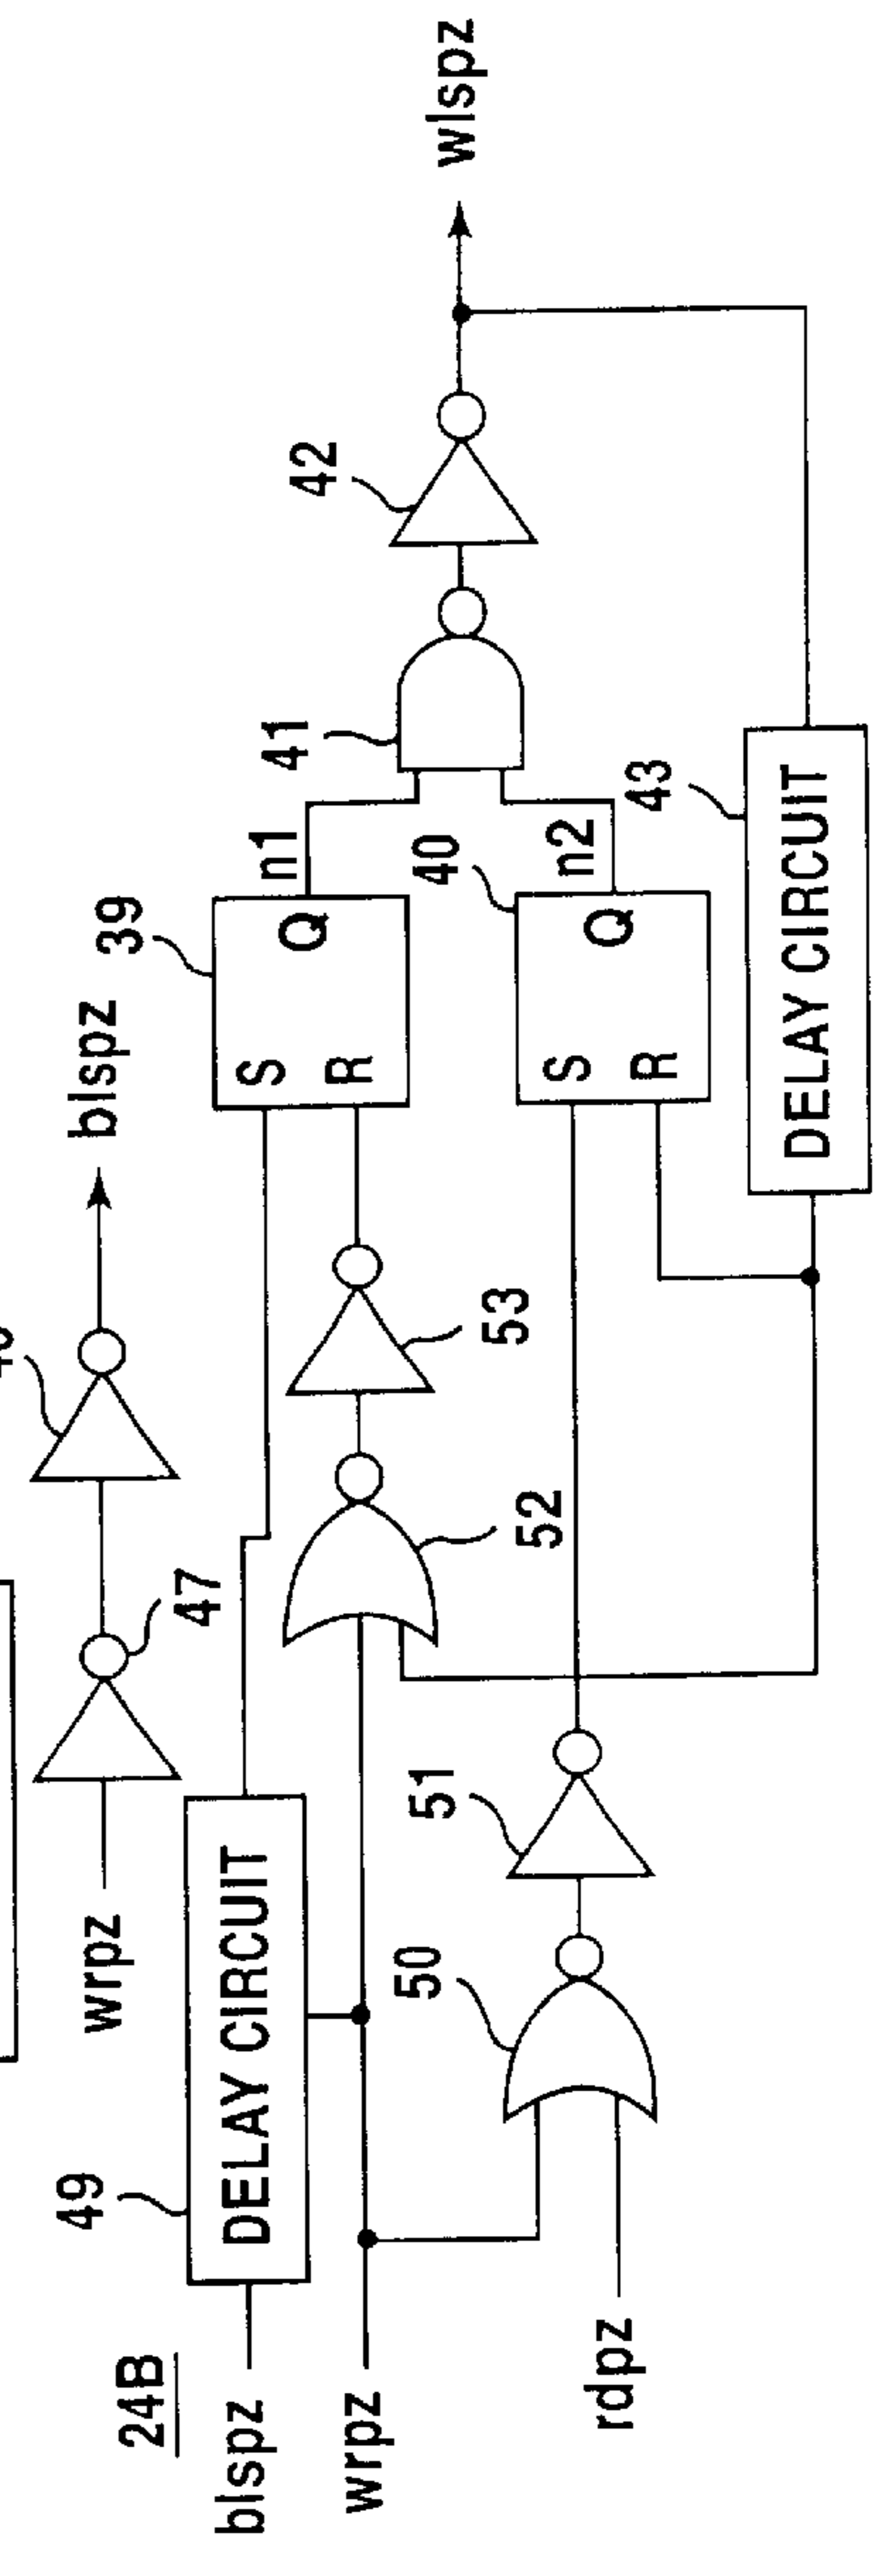 wrpz
47
blspz
24B
blspz
49
DELAY CIRCUIT
wrpz
rdpz
50
51
52
53
39
S
R
Q
n1
40
S
R
Q
n2
41
42
43
DELAY CIRCUIT
wlspz